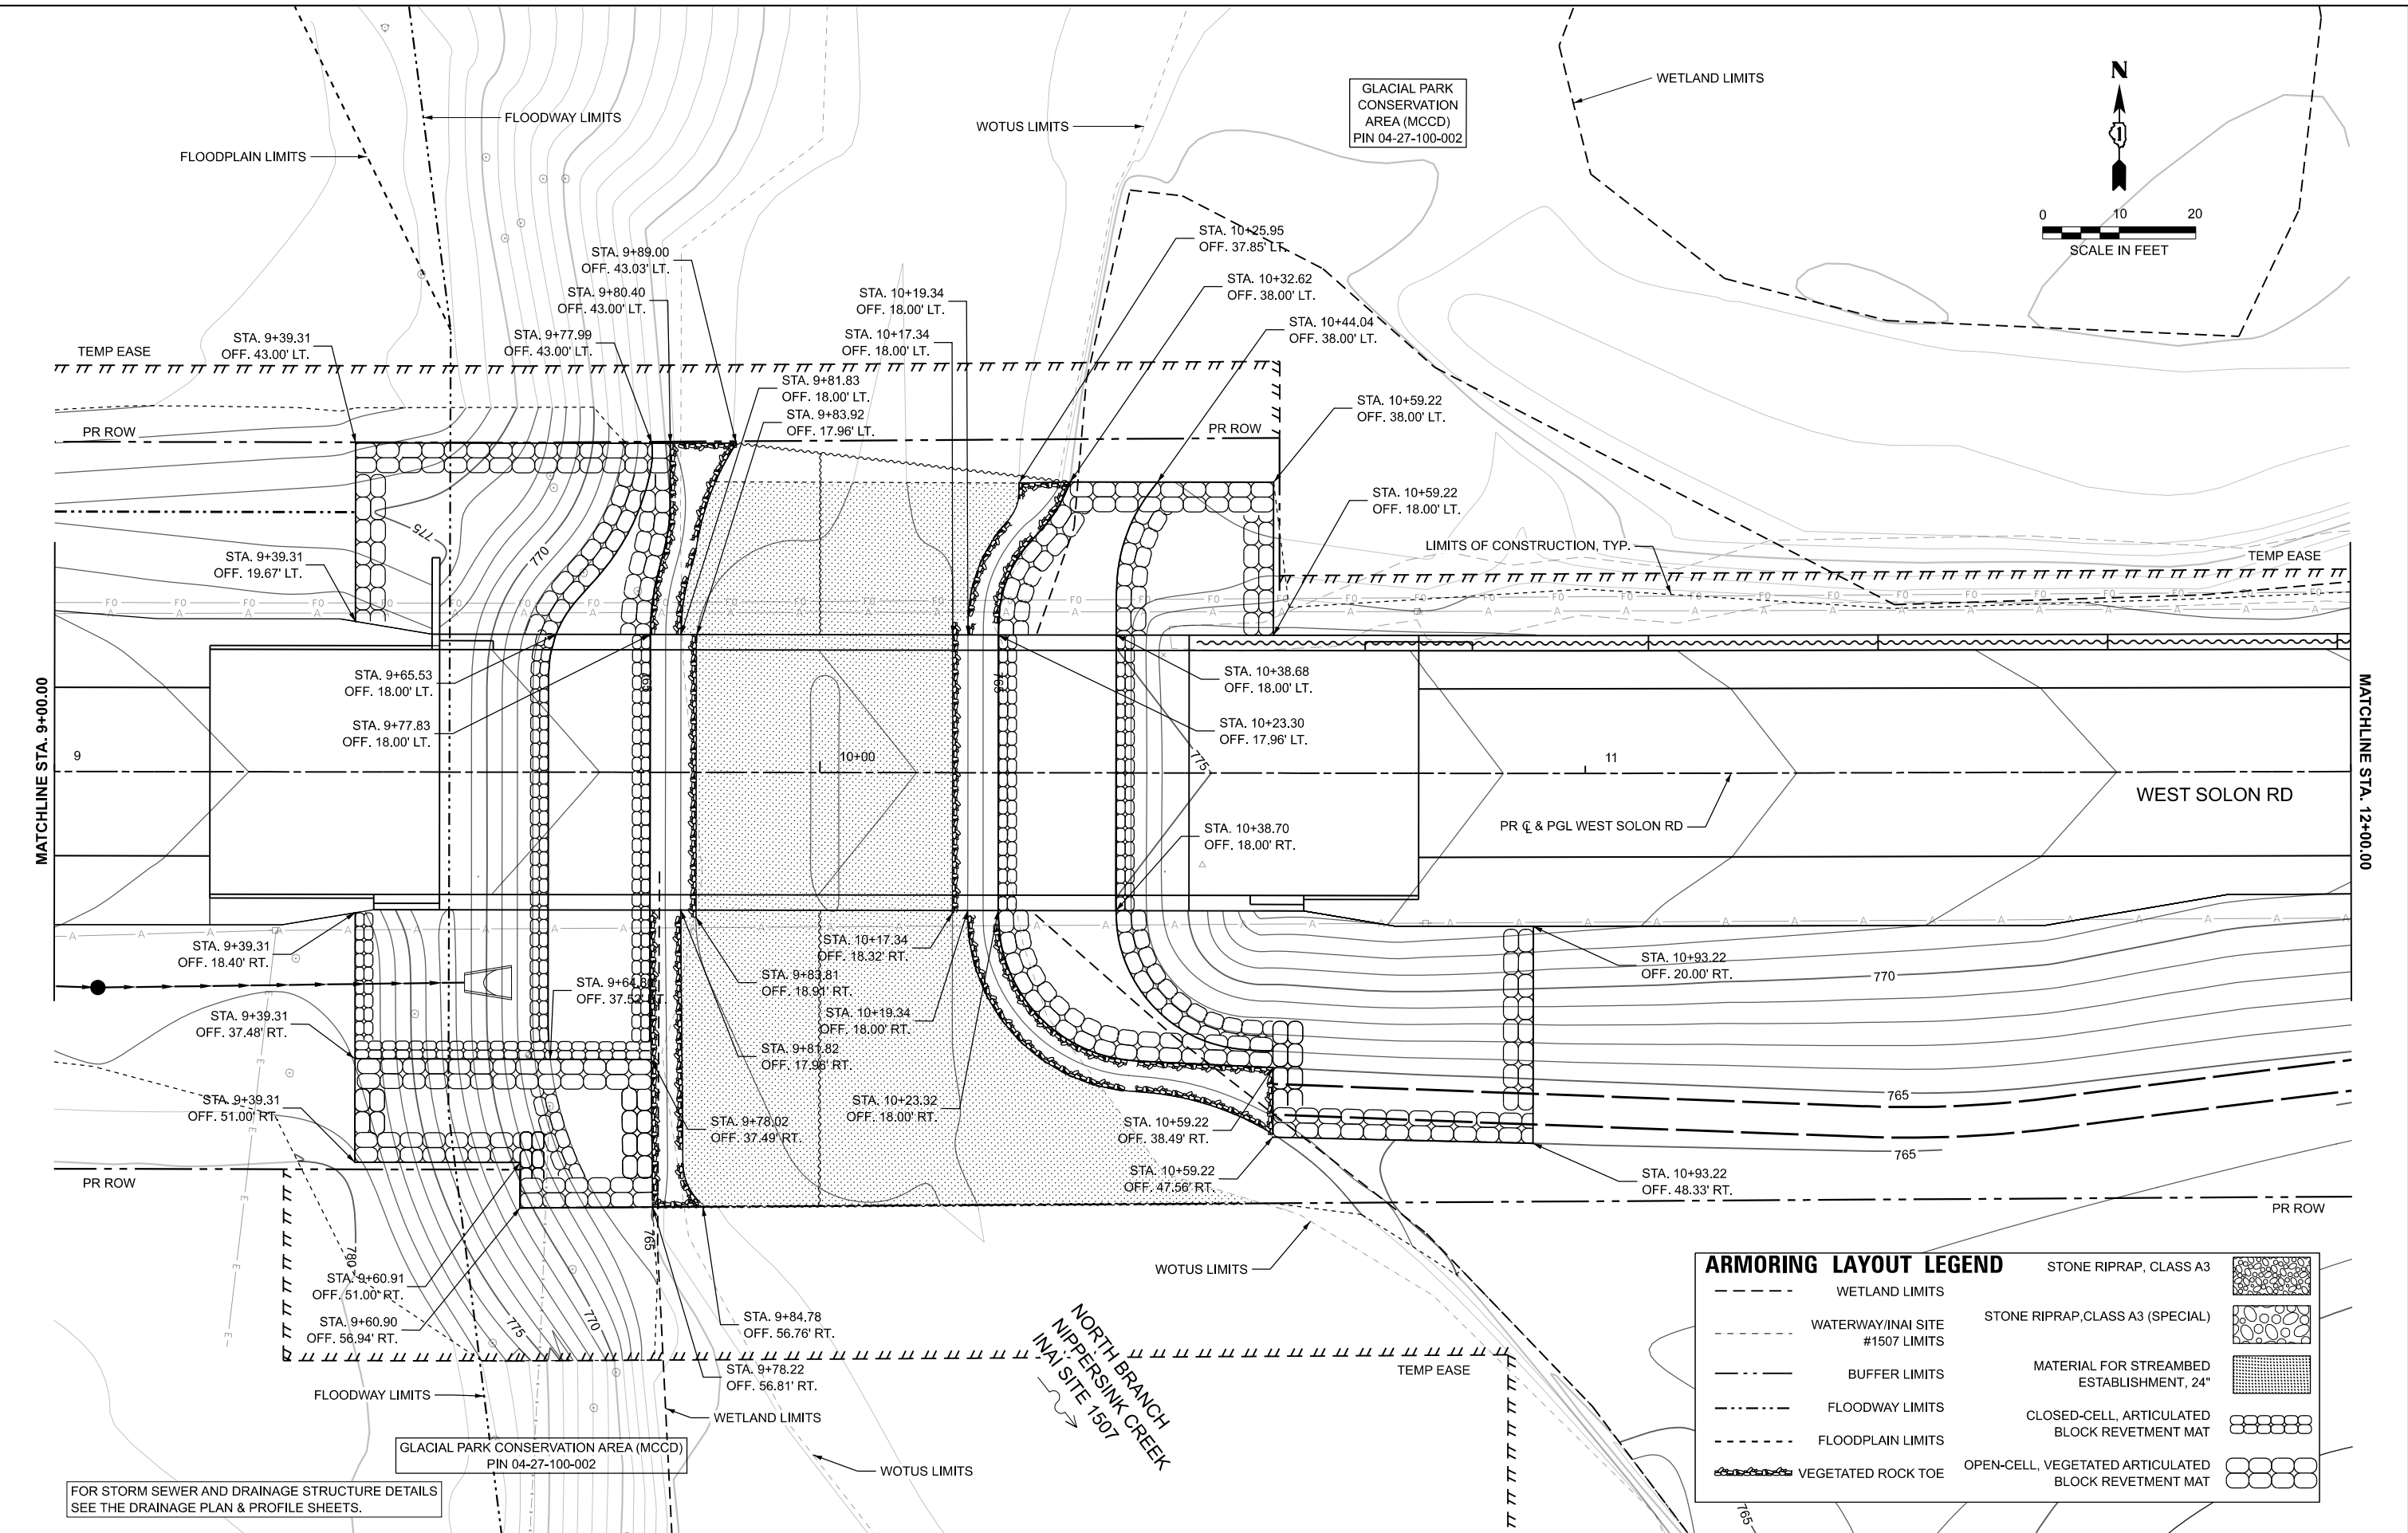 WETLAND LIMITS
N
GLACIAL PARK
CONSERVATION
AREA (MCCD)
PIN 04-27-100-002
FLOODWAY LIMITS
WOTUS LIMITS
FLOODPLAIN LIMITS
0 10 20
SCALE IN FEET
STA. 10+25.95
OFF. 37.85' LT.
STA. 9+89.00
OFF. 43.03' LT.
STA. 10+32.62
OFF. 38.00' LT.
STA. 9+80.40
OFF. 43.00' LT.
STA. 10+19.34
OFF. 18.00' LT.
STA. 10+44.04
OFF. 38.00' LT.
STA. 9+39.31
OFF. 43.00' LT.
STA. 9+77.99
OFF. 43.00' LT.
STA. 10+17.34
OFF. 18.00' LT.
TEMP EASE
STA. 9+81.83
OFF. 18.00' LT.
STA. 9+83.92
OFF. 17.96' LT.
STA. 10+59.22
OFF. 38.00' LT.
PR ROW
PR ROW
STA. 10+59.22
OFF. 18.00' LT.
775
770
LIMITS OF CONSTRUCTION, TYP.
TEMP EASE
STA. 9+39.31
OFF. 19.67' LT.
STA. 9+65.53
OFF. 18.00' LT.
STA. 9+77.83
OFF. 18.00' LT.
765
765
STA. 10+38.68
OFF. 18.00' LT.
STA. 10+23.30
OFF. 17.96' LT.
MATCHLINE STA. 9+00.00
MATCHLINE STA. 12+00.00
9
10+00
775
11
WEST SOLON RD
PR ℄ & PGL WEST SOLON RD
STA. 10+38.70
OFF. 18.00' RT.
STA. 9+39.31
OFF. 18.40' RT.
STA. 10+17.34
OFF. 18.32' RT.
STA. 10+93.22
OFF. 20.00' RT.
770
STA. 9+83.81
OFF. 18.91' RT.
STA. 9+39.31
OFF. 37.48' RT.
STA. 10+19.34
OFF. 18.00' RT.
STA. 9+81.82
OFF. 17.96' RT.
STA. 9+39.31
OFF. 51.00' RT.
STA. 10+23.32
OFF. 18.00' RT.
765
STA. 9+78.02
OFF. 37.49' RT.
STA. 10+59.22
OFF. 38.49' RT.
765
STA. 10+59.22
OFF. 47.56' RT.
STA. 10+93.22
OFF. 48.33' RT.
PR ROW
PR ROW
780
765
WOTUS LIMITS
STA. 9+60.91
OFF. 51.00' RT.
STA. 9+60.90
OFF. 56.94' RT.
775
770
STA. 9+84.78
OFF. 56.76' RT.
STA. 9+78.22
OFF. 56.81' RT.
NORTH BRANCH
NIPPERSINK CREEK
INAI SITE 1507
TEMP EASE
FLOODWAY LIMITS
WETLAND LIMITS
GLACIAL PARK CONSERVATION AREA (MCCD)
PIN 04-27-100-002
WOTUS LIMITS
FOR STORM SEWER AND DRAINAGE STRUCTURE DETAILS
SEE THE DRAINAGE PLAN & PROFILE SHEETS.
ARMORING LAYOUT LEGEND
WETLAND LIMITS
WATERWAY/INAI SITE
#1507 LIMITS
BUFFER LIMITS
FLOODWAY LIMITS
FLOODPLAIN LIMITS
VEGETATED ROCK TOE
STONE RIPRAP, CLASS A3
STONE RIPRAP,CLASS A3 (SPECIAL)
MATERIAL FOR STREAMBED
ESTABLISHMENT, 24"
CLOSED-CELL, ARTICULATED
BLOCK REVETMENT MAT
OPEN-CELL, VEGETATED ARTICULATED
BLOCK REVETMENT MAT
765